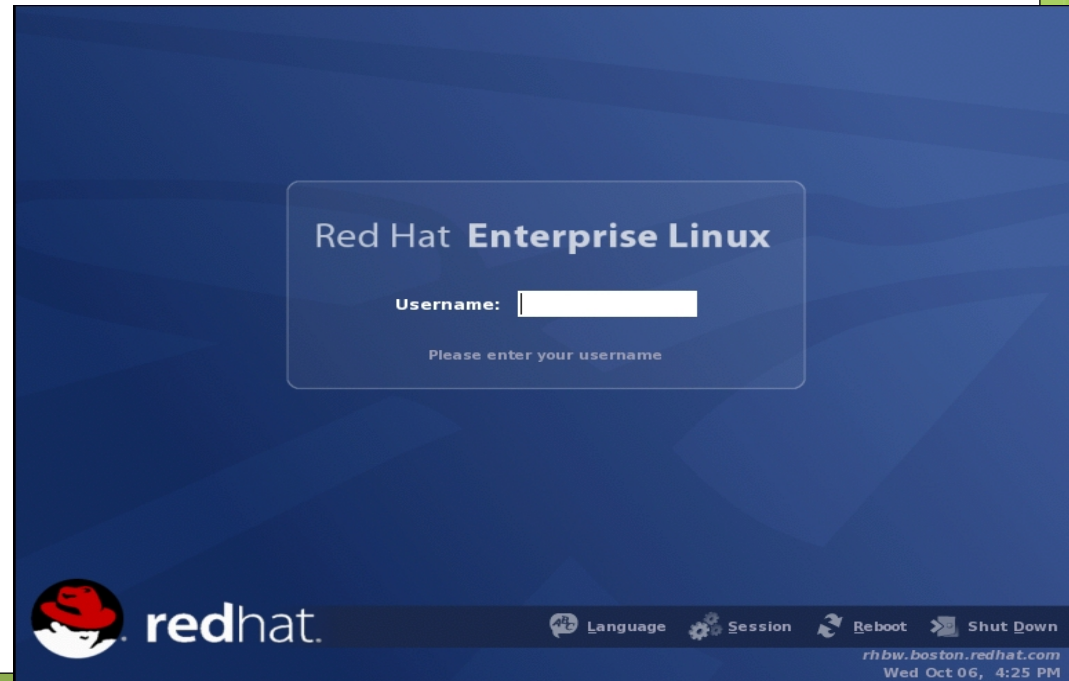 Red Hat Enterprise Linux
Username:
Please enter your username
redhat.
Language Session Reboot Shut Down
rhbw.boston.redhat.com
Wed Oct 06, 4:25 PM